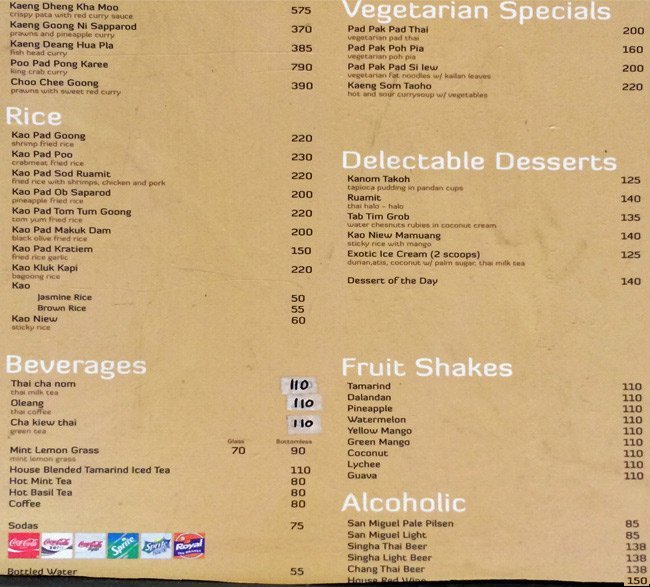 Kaeng Dheng Kha Moo 575
crispy pata with red curry sauce
Kaeng Goong Ni Sapparod 370
prawns and pineapple curry
Kaeng Deang Hua Pla 385
fish head curry
Poo Pad Pong Karee 790
king crab curry
Choo Chee Goong 390
prawns with sweet red curry
Rice
Kao Pad Goong 220
shrimp fried rice
Kao Pad Poo 230
crabmeat fried rice
Kao Pad Sod Ruamit 220
fried rice with shrimps, chicken and pork
Kao Pad Ob Saparod 200
pineapple fried rice
Kao Pad Tom Tum Goong 220
tom yum fried rice
Kao Pad Makuk Dam 200
black olive fried rice
Kao Pad Kratiem 150
fried rice garlic
Kao Kluk Kapi 220
bagoong rice
Kao
Jasmine Rice 50
Brown Rice 55
Kao Niew 60
sticky rice
Beverages
Thai cha nom 110
thai milk tea
Oleang 110
thai coffee
Cha kiew thai 110
green tea
Glass Bottomless
Mint Lemon Grass 70 90
mint lemon grass
House Blended Tamarind Iced Tea 110
Hot Mint Tea 80
Hot Basil Tea 80
Coffee 80
Sodas 75
Coca-Cola Coca-Cola zero Coca-Cola Sprite Sprite Royal
Bottled Water 55
Vegetarian Specials
Pad Pak Pad Thai 200
vegetarian pad thai
Pad Pak Poh Pia 160
vegetarian poh pia
Pad Pak Pad Si Iew 200
vegetarian fat noodles w/ kailan leaves
Kaeng Som Taoho 220
hot and sour currysoup w/ vegetables
Delectable Desserts
Kanom Takoh 125
tapioca pudding in pandan cups
Ruamit 140
thai halo - halo
Tab Tim Grob 135
water chesnuts rubies in coconut cream
Kao Niew Mamuang 140
sticky rice with mango
Exotic Ice Cream (2 scoops) 125
durian,atis, coconut w/ palm sugar, thai milk tea
Dessert of the Day 140
Fruit Shakes
Tamarind 110
Dalandan 110
Pineapple 110
Watermelon 110
Yellow Mango 110
Green Mango 110
Coconut 110
Lychee 110
Guava 110
Alcoholic
San Miguel Pale Pilsen 85
San Miguel Light 85
Singha Thai Beer 138
Singha Light Beer 138
Chang Thai Beer 138
House Red Wine 150